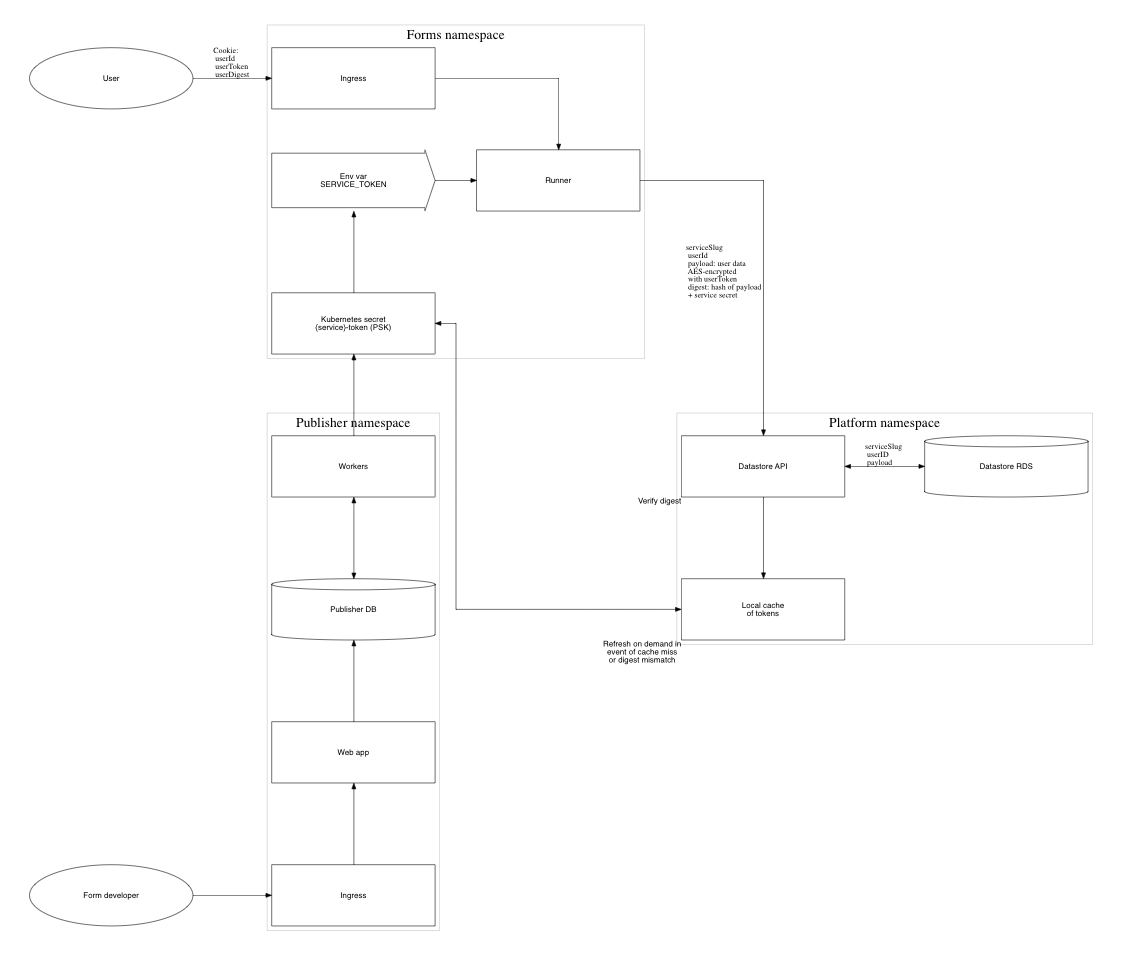 Forms namespace
Cookie:
userId
userToken
userDigest
User
Ingress
Env var
SERVICE_TOKEN
Runner
serviceSlug
userId
payload: user data
AES-encrypted
with userToken
digest: hash of payload
+ service secret
Kubernetes secret
{service}-token (PSK)
Publisher namespace
Platform namespace
Workers
Datastore API
serviceSlug
userID
payload
Datastore RDS
Verify digest
Publisher DB
Local cache
of tokens
Refresh on demand in
event of cache miss
or digest mismatch
Web app
Form developer
Ingress